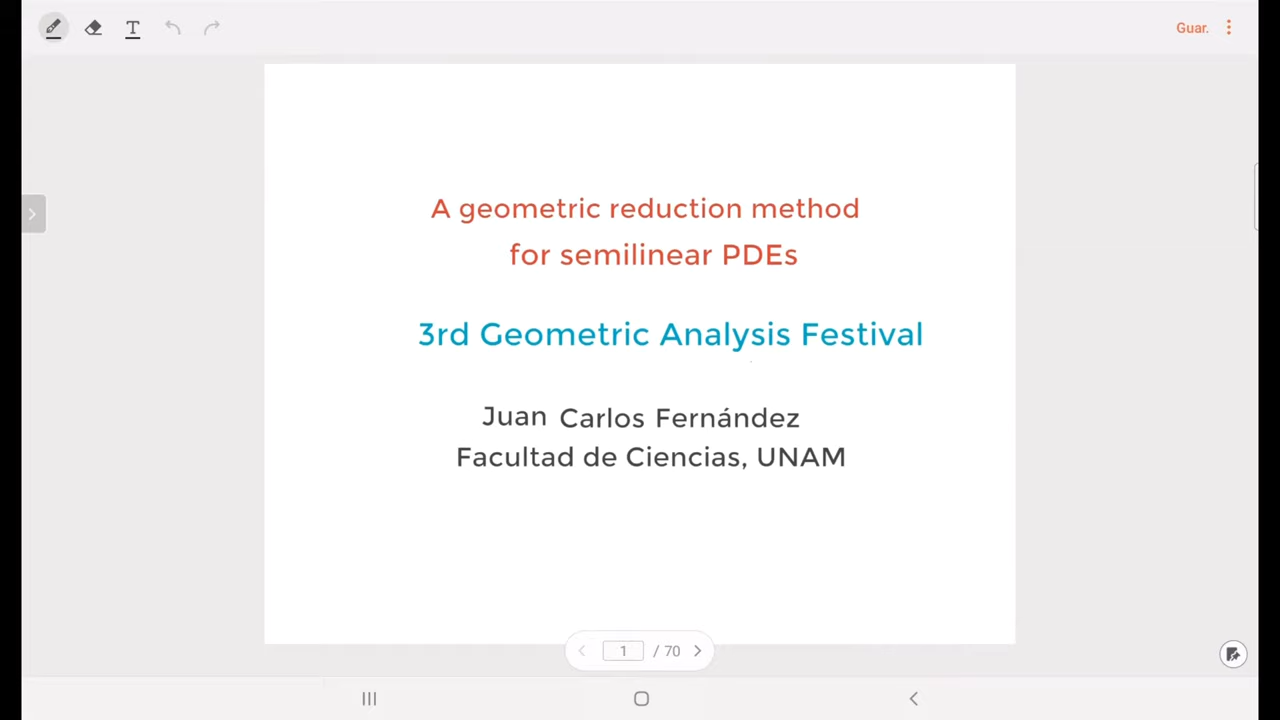 T
Guar.
A geometric reduction method
for semilinear PDEs
3rd Geometric Analysis Festival
Juan Carlos Fernández
Facultad de Ciencias, UNAM
1 / 70